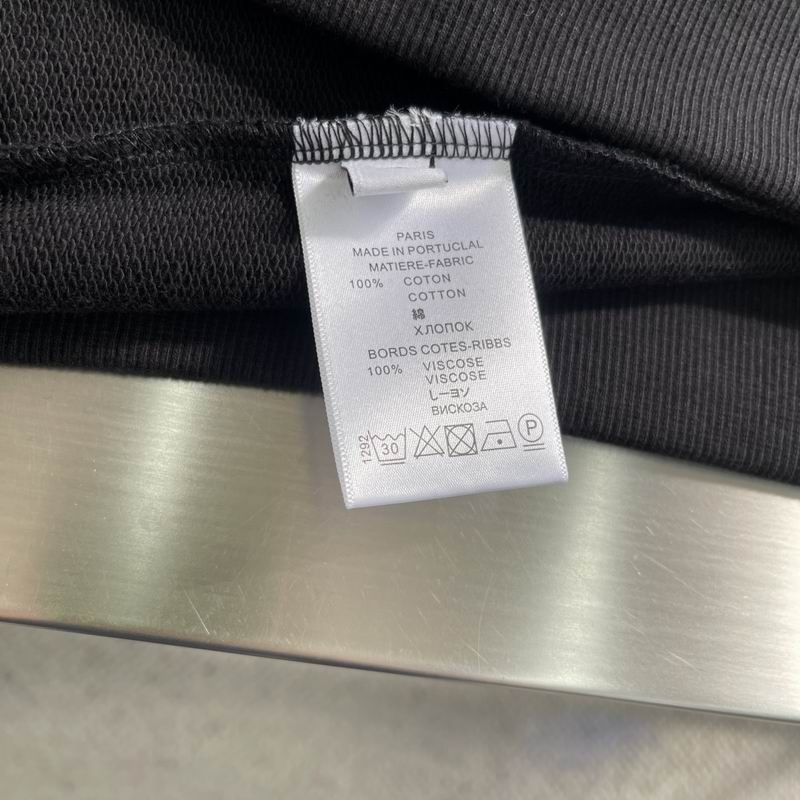 PARIS
MADE IN PORTUCLAL
MATIERE-FABRIC
100% COTON
COTTON
綿
ХЛОПОК
BORDS COTES-RIBBS
100% VISCOSE
VISCOSE
レーヨン
ВИСКОЗА
1292
30
P